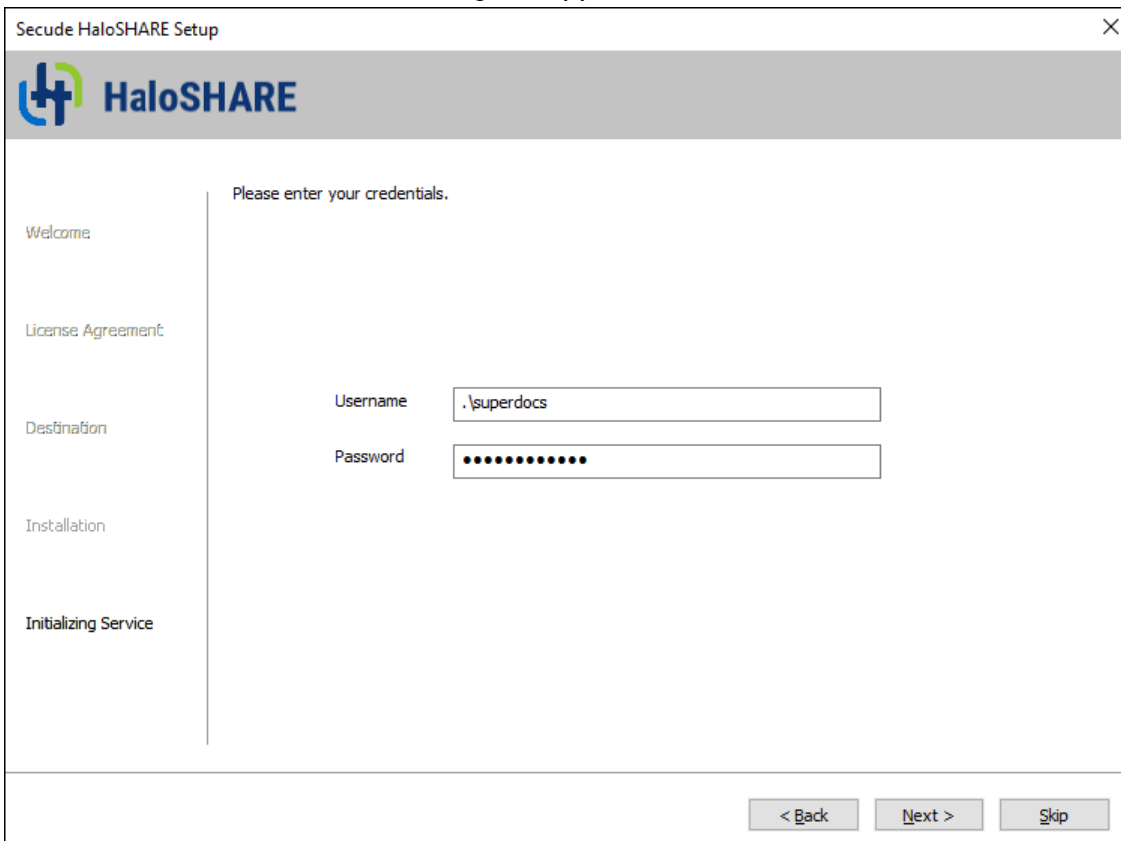 Secude HaloSHARE Setup
HaloSHARE
Please enter your credentials.
Welcome
License Agreement
Destination
Installation
Initializing Service
Username
.\superdocs
Password
••••••••••••
< Back
Next >
Skip